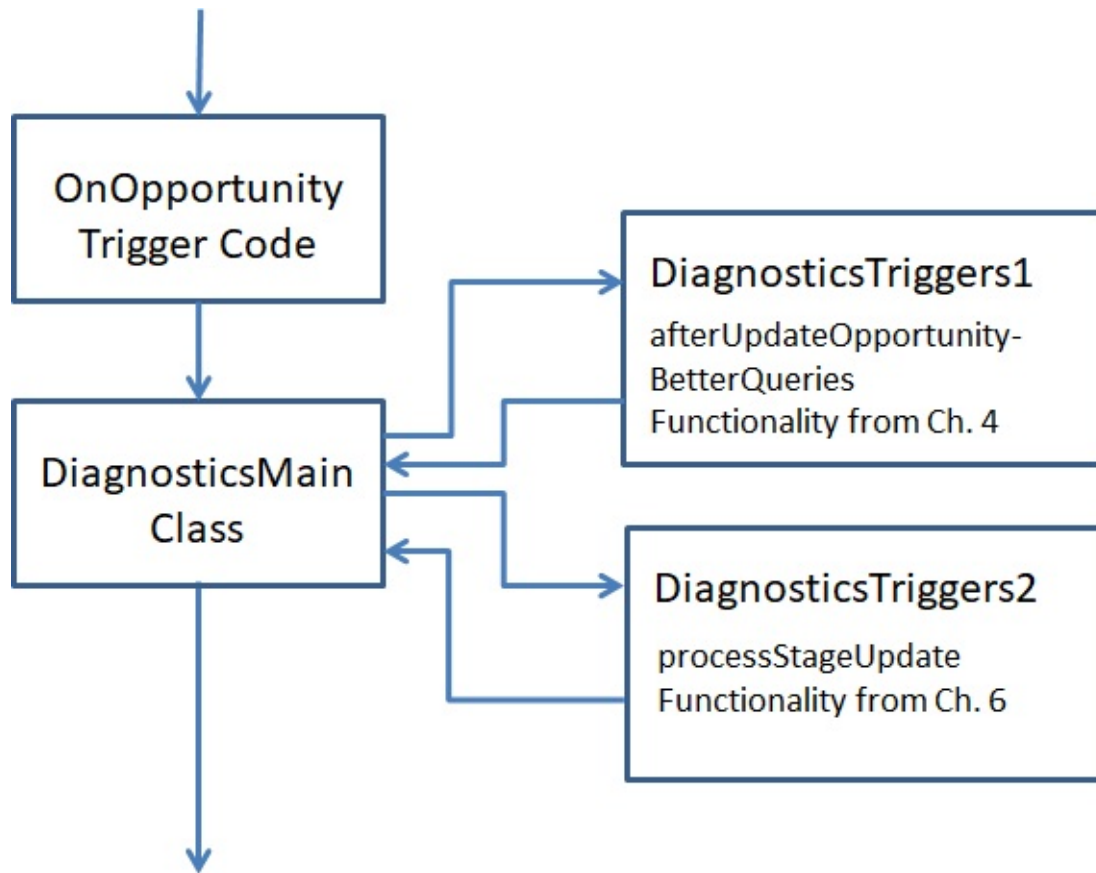 OnOpportunity
Trigger Code
DiagnosticsMain
Class
DiagnosticsTriggers1
afterUpdateOpportunity-
BetterQueries
Functionality from Ch. 4
DiagnosticsTriggers2
processStageUpdate
Functionality from Ch. 6